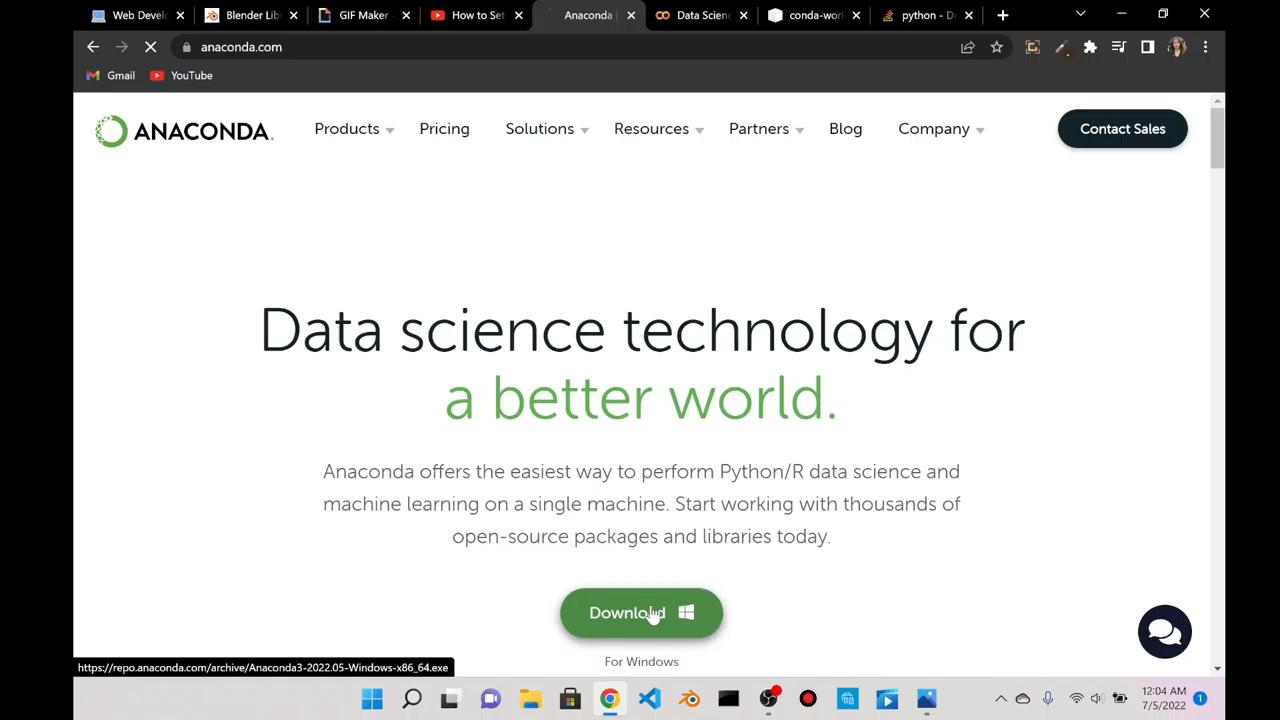 Web Devel
Blender Lib
GIF Maker -
How to Set
Anaconda |
Data Scienc
conda-wor
python - D
anaconda.com
Gmail
YouTube
ANACONDA.
Products
Pricing
Solutions
Resources
Partners
Blog
Company
Contact Sales
Data science technology for
a better world.
Anaconda offers the easiest way to perform Python/R data science and
machine learning on a single machine. Start working with thousands of
open-source packages and libraries today.
Download
For Windows
https://repo.anaconda.com/archive/Anaconda3-2022.05-Windows-x86_64.exe
12:04 AM
7/5/2022
1